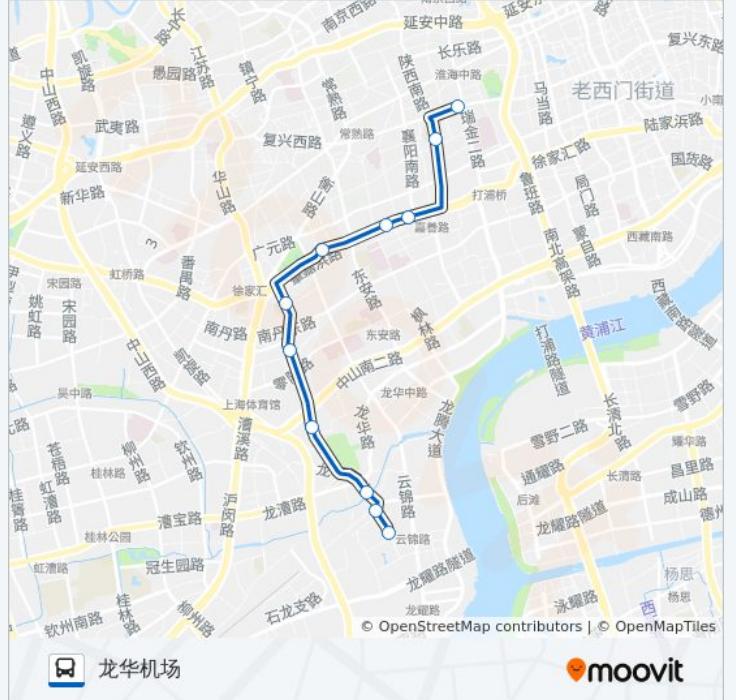 南京西路
延安中路
长乐路
复兴东路
江苏路
凯旋路
中山西路
愚园路
镇宁路
常熟路
陕西南路
淮海中路
马当路
老西门街道
小南
遵义路
武夷路
复兴西路
常熟路
襄阳南路
瑞金二路
陆家浜路
延安西路
徐家汇路
国货路
新华路
华山路
打浦桥
鲁班路
局门路
蒙自路
嘉善路
广元路
西藏南路
番禺路
虹桥路
宋园路
徐家汇
东安路
南北高架路
西藏南路隧道
姚虹路
宋园路
南丹路
枫林路
东安路
黄浦江
打浦路隧道
中山西路
凯旋路
中山南二路
吴中路
龙华中路
上海体育馆
漕溪路
龙华路
龙腾大道
长清北路
雪野路
雪野二路
耀华路
苍梧路
柳州路
钦州路
桂林路
虹漕路
云锦路
通耀路
长清路
昌里路
后滩
成山路
桂箐路
沪闵路
漕宝路
龙漕路
龙耀路隧道
德州
桂林公园
云锦路
虹漕路
冠生园路
龙耀路隧道
杨思
桂林路
柳州路
石龙支路
龙耀路
泳耀路
杨思
钦州南路
© OpenStreetMap contributors | © OpenMapTiles
龙华机场
moovit